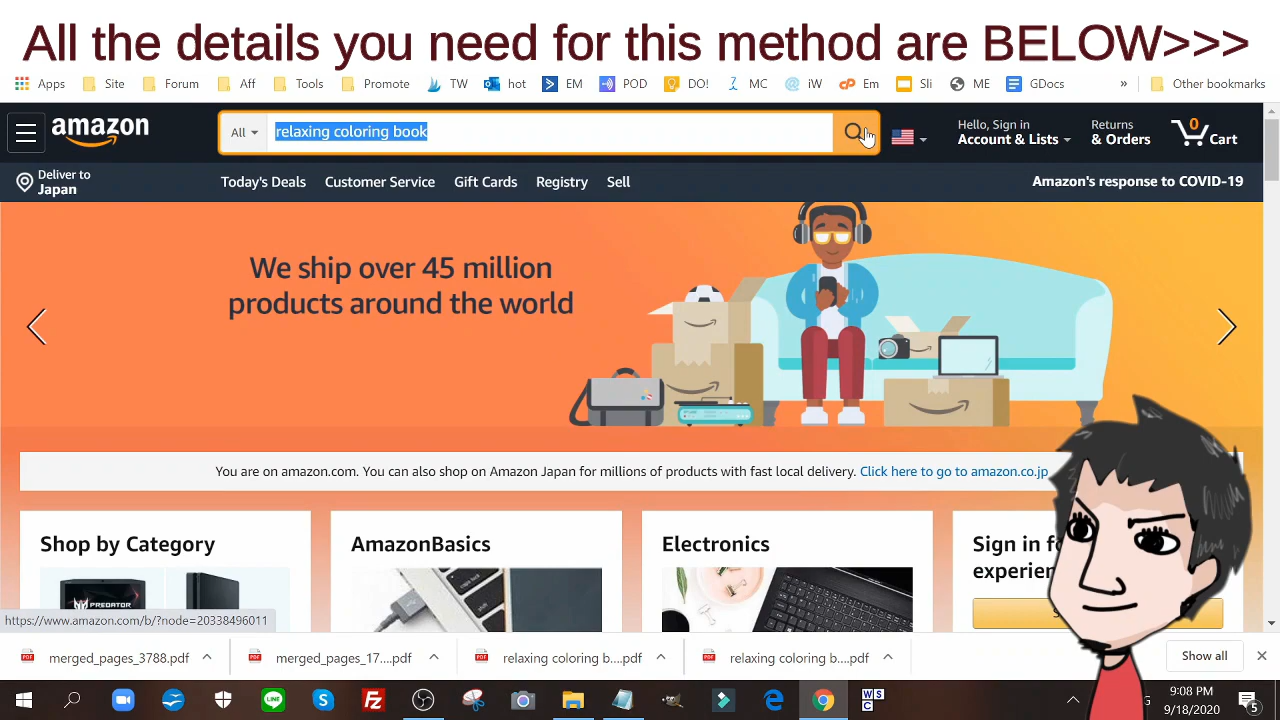 All the details you need for this method are BELOW>>>
Apps Site Forum Aff Tools Promote TW hot EM POD DO! MC iW Em Sli ME GDocs » Other bookmarks
amazon All relaxing coloring book Hello, Sign in Account & Lists Returns & Orders 0 Cart
Deliver to Japan Today's Deals Customer Service Gift Cards Registry Sell Amazon's response to COVID-19
We ship over 45 million
products around the world
You are on amazon.com. You can also shop on Amazon Japan for millions of products with fast local delivery. Click here to go to amazon.co.jp
Shop by Category AmazonBasics Electronics Sign in
experien
PREDATOR
https://www.amazon.com/b/?node=20338496011
merged_pages_3788.pdf merged_pages_17....pdf relaxing coloring b....pdf relaxing coloring b....pdf Show all
W S C
9:08 PM
9/18/2020
5